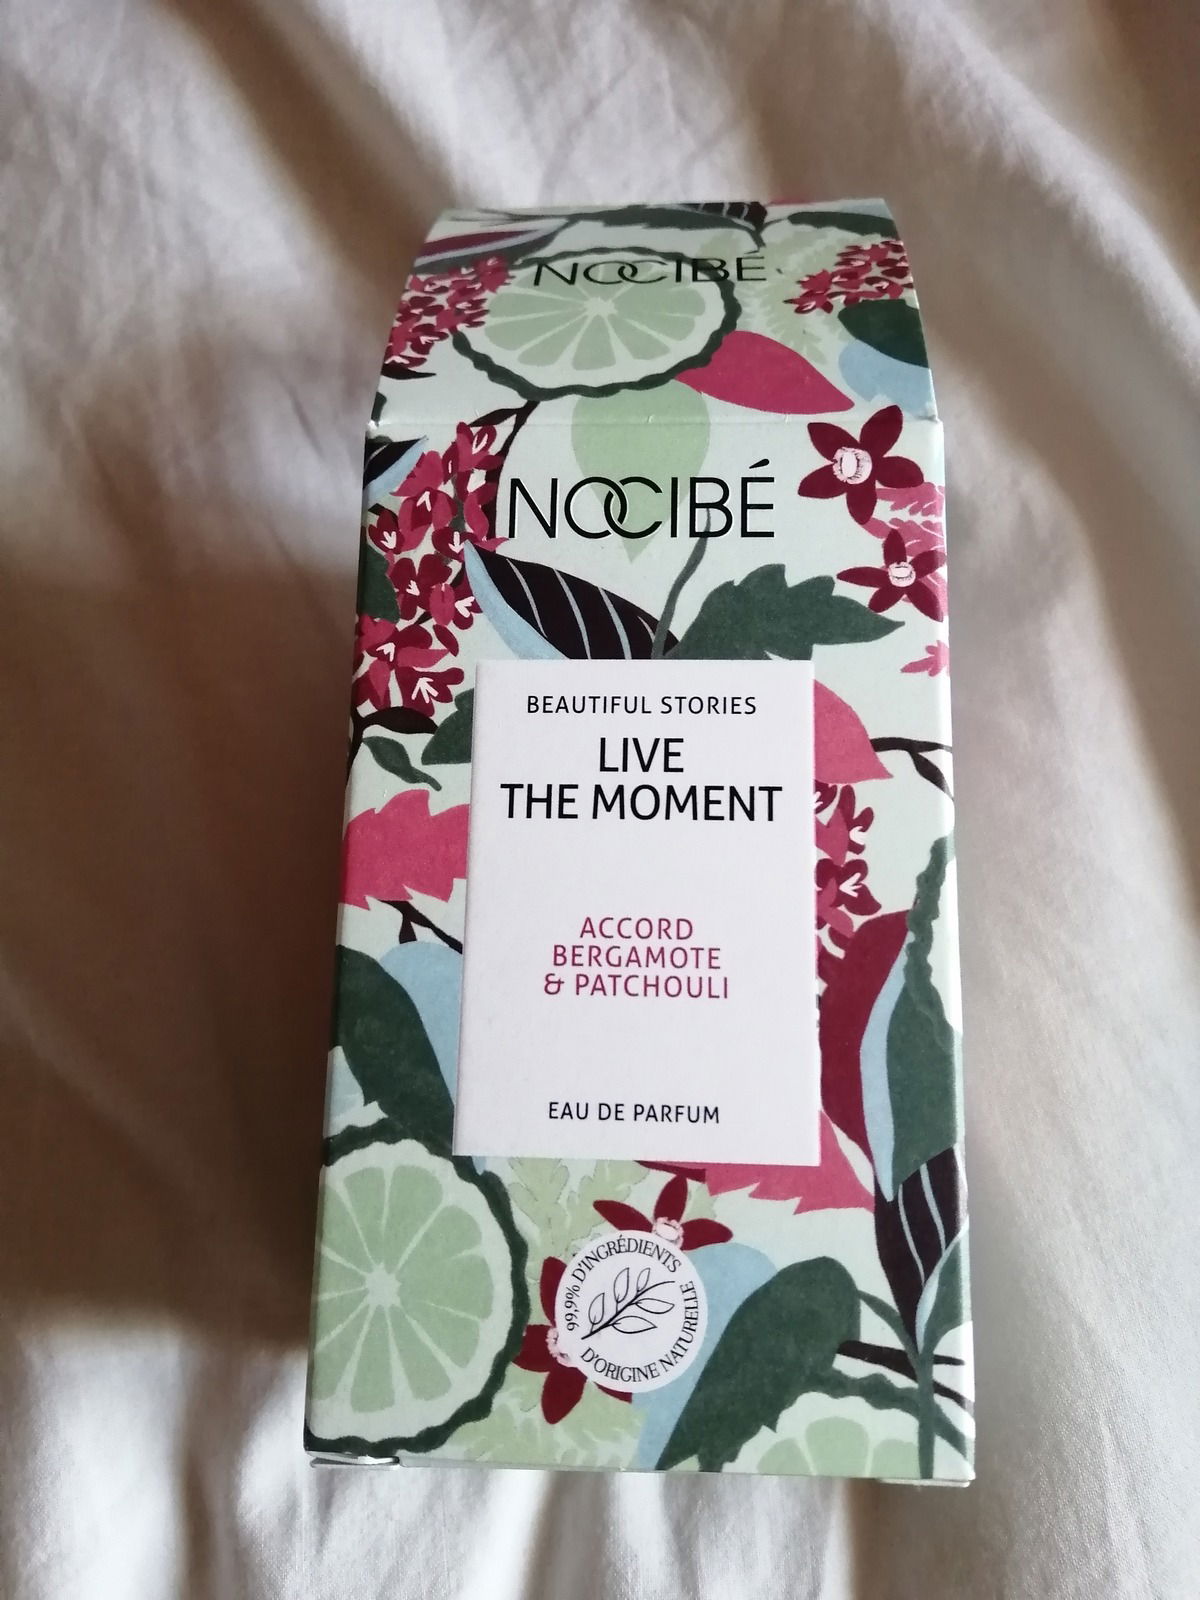 NOCIBÉ
NOCIBÉ
BEAUTIFUL STORIES
LIVE
THE MOMENT
ACCORD
BERGAMOTE
& PATCHOULI
EAU DE PARFUM
99,9% D'INGRÉDIENTS
D'ORIGINE NATURELLE